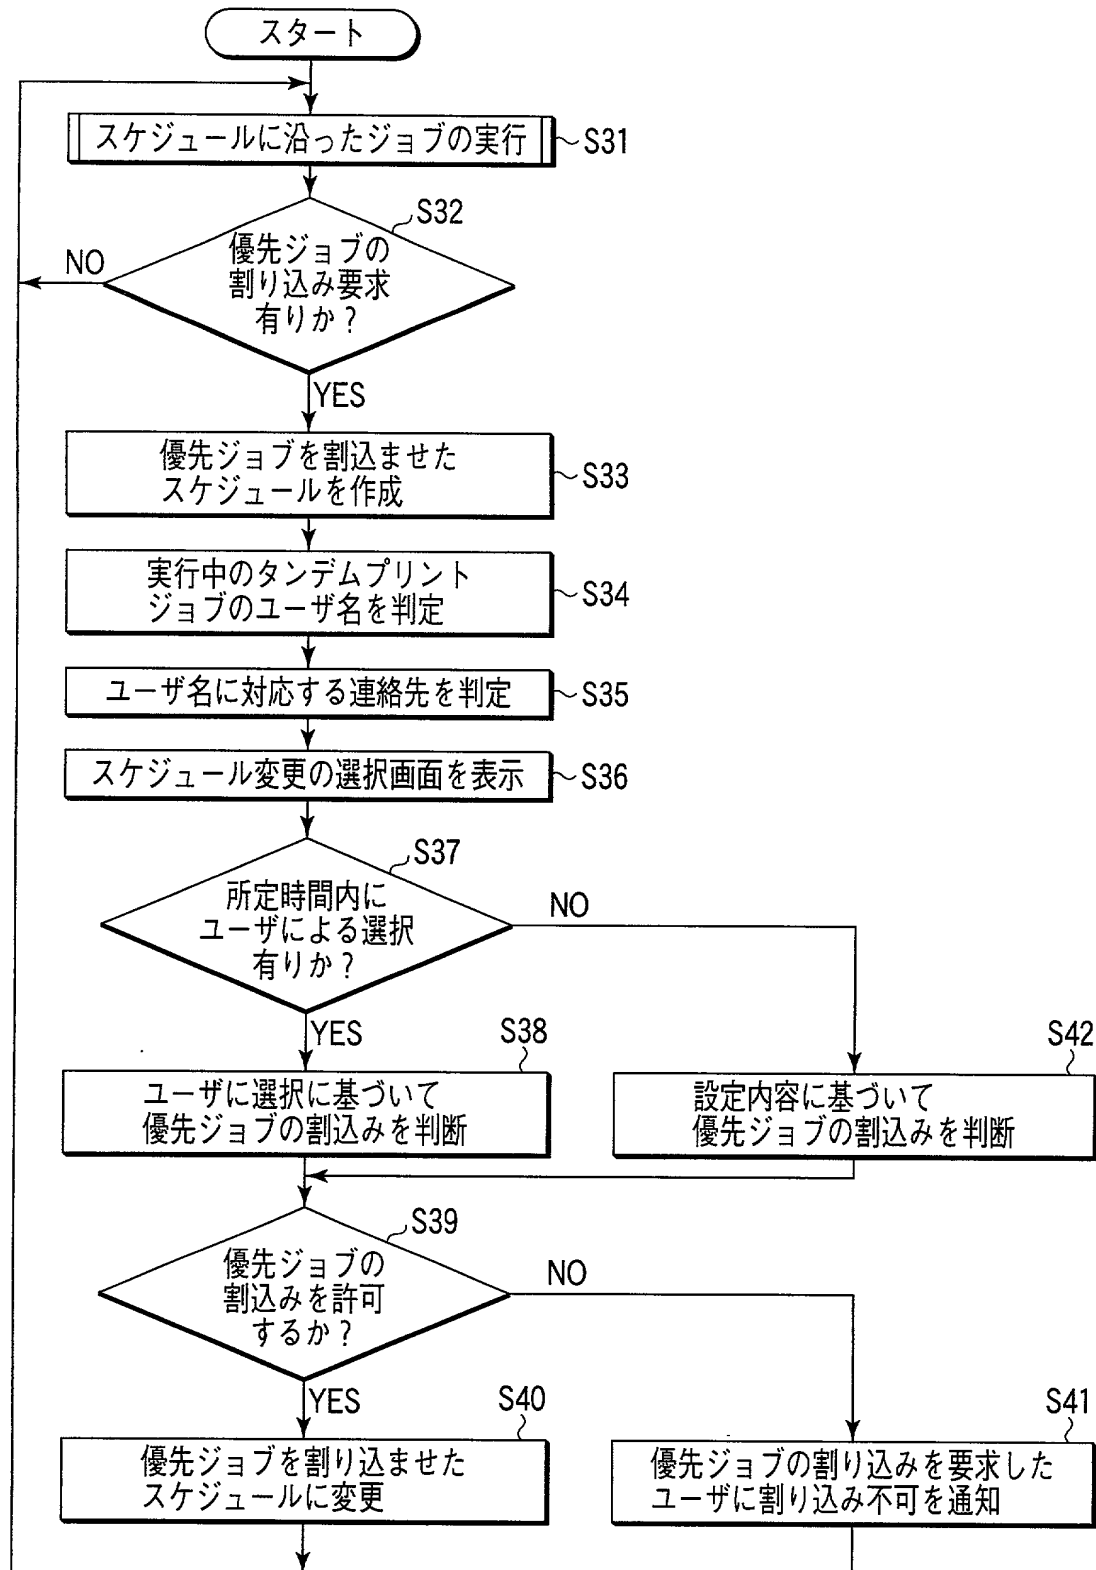 スタート
スケジュールに沿ったジョブの実行
S31
S32
優先ジョブの
割り込み要求
有りか？
NO
YES
優先ジョブを割込ませた
スケジュールを作成
S33
実行中のタンデムプリント
ジョブのユーザ名を判定
S34
ユーザ名に対応する連絡先を判定
S35
スケジュール変更の選択画面を表示
S36
S37
所定時間内に
ユーザによる選択
有りか？
NO
YES
S38
ユーザに選択に基づいて
優先ジョブの割込みを判断
S42
設定内容に基づいて
優先ジョブの割込みを判断
S39
優先ジョブの
割込みを許可
するか？
NO
YES
S40
優先ジョブを割り込ませた
スケジュールに変更
S41
優先ジョブの割り込みを要求した
ユーザに割り込み不可を通知